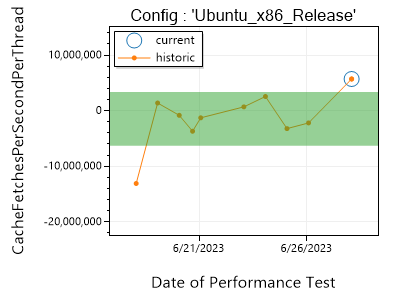 Config : 'Ubuntu_x86_Release'
current
historic
CacheFetchesPerSecondPerThread
10,000,000
0
-10,000,000
-20,000,000
6/21/2023
6/26/2023
Date of Performance Test